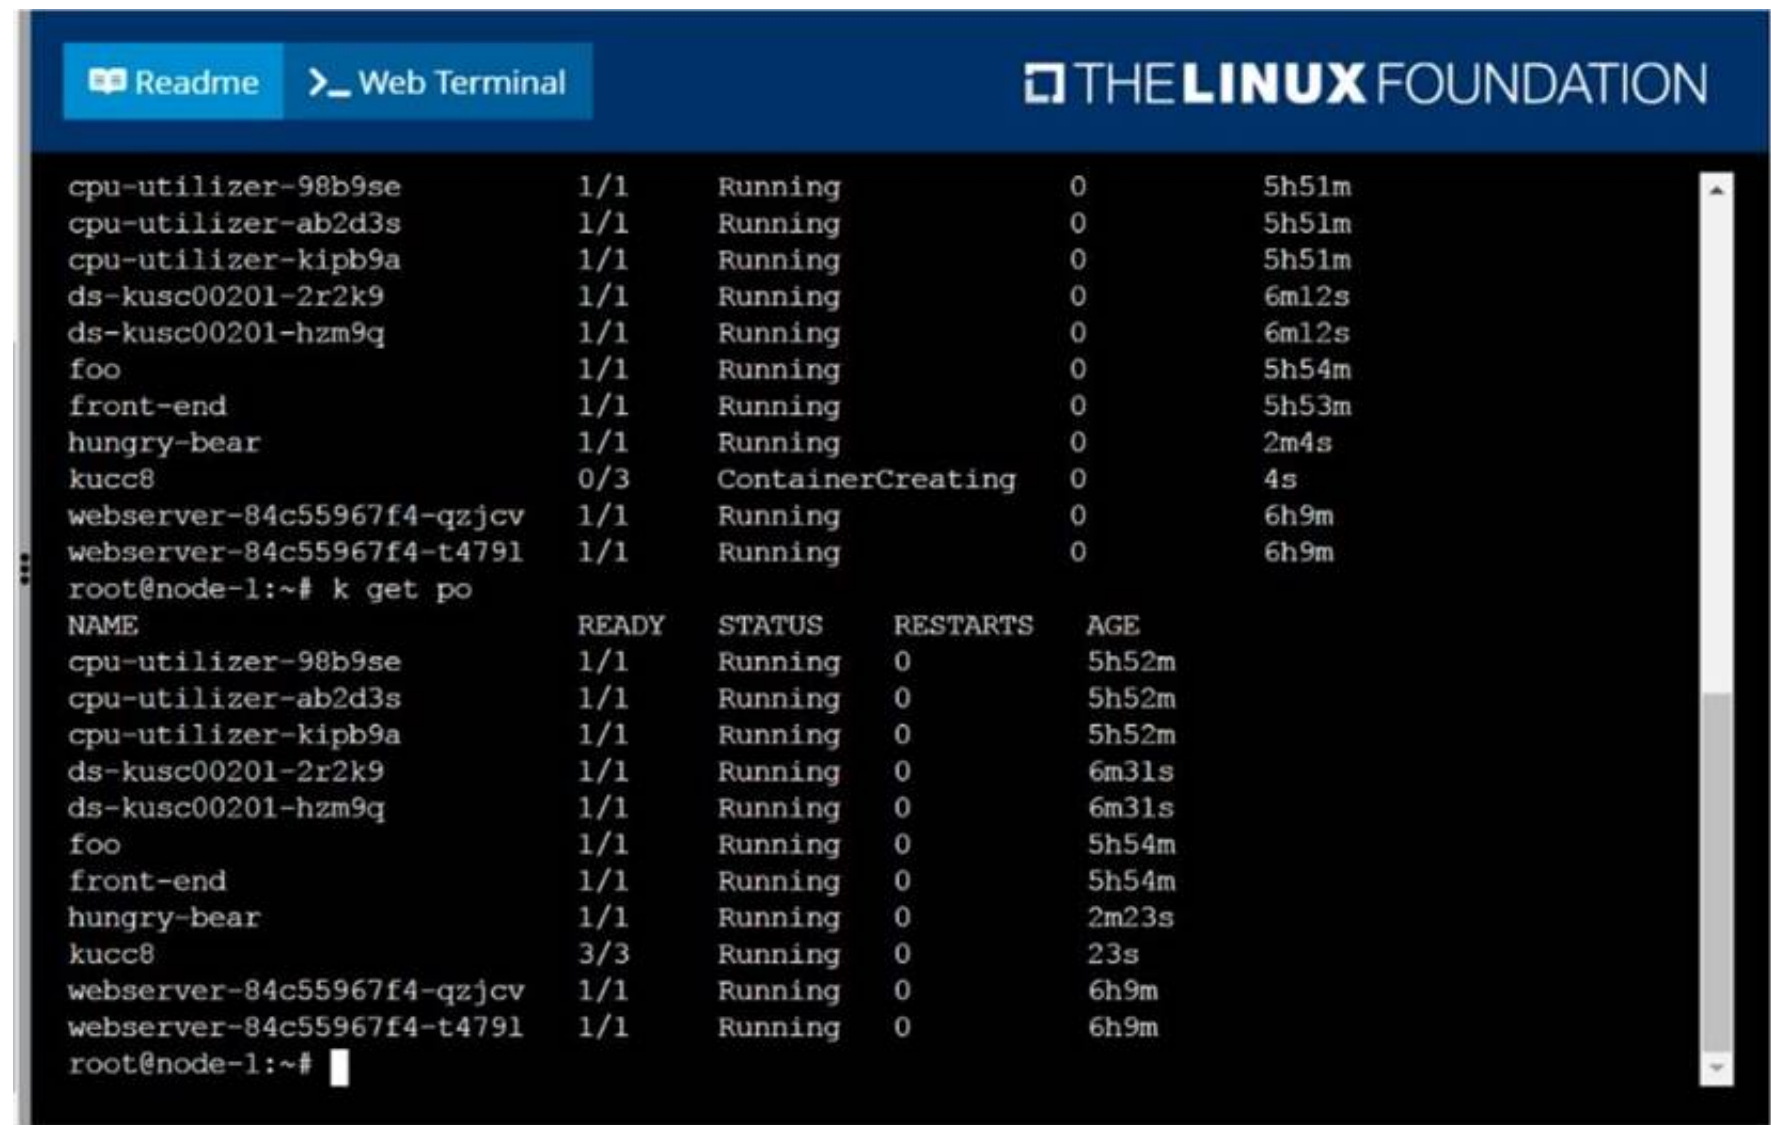 Readme Web Terminal THE LINUX FOUNDATION
cpu-utilizer-98b9se 1/1 Running 0 5h51m
cpu-utilizer-ab2d3s 1/1 Running 0 5h51m
cpu-utilizer-kipb9a 1/1 Running 0 5h51m
ds-kusc00201-2r2k9 1/1 Running 0 6m12s
ds-kusc00201-hzm9q 1/1 Running 0 6m12s
foo 1/1 Running 0 5h54m
front-end 1/1 Running 0 5h53m
hungry-bear 1/1 Running 0 2m4s
kucc8 0/3 ContainerCreating 0 4s
webserver-84c55967f4-qzjcv 1/1 Running 0 6h9m
webserver-84c55967f4-t479l 1/1 Running 0 6h9m
root@node-1:~# k get po
NAME READY STATUS RESTARTS AGE
cpu-utilizer-98b9se 1/1 Running 0 5h52m
cpu-utilizer-ab2d3s 1/1 Running 0 5h52m
cpu-utilizer-kipb9a 1/1 Running 0 5h52m
ds-kusc00201-2r2k9 1/1 Running 0 6m31s
ds-kusc00201-hzm9q 1/1 Running 0 6m31s
foo 1/1 Running 0 5h54m
front-end 1/1 Running 0 5h54m
hungry-bear 1/1 Running 0 2m23s
kucc8 3/3 Running 0 23s
webserver-84c55967f4-qzjcv 1/1 Running 0 6h9m
webserver-84c55967f4-t479l 1/1 Running 0 6h9m
root@node-1:~#